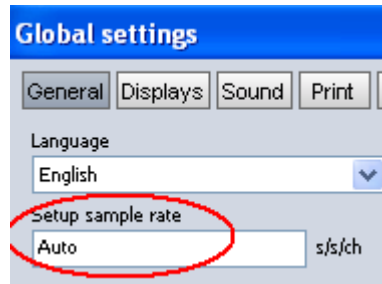 Global settings
General Displays Sound Print
Language
English
Setup sample rate
Auto s/s/ch